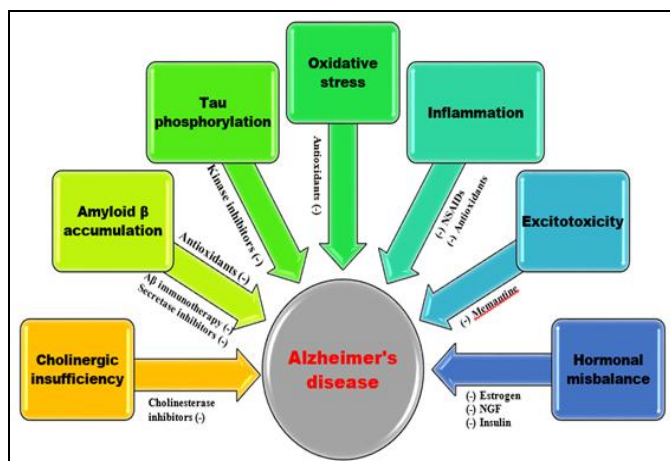 Oxidative
stress
Tau
phosphorylation
Inflammation
Antioxidants (-)
Kinase inhibitors (-)
(-) NSAIDs
(-) Antioxidants
Amyloid β
accumulation
Excitotoxicity
Antioxidants (-)
Aβ immunotherapy (-)
Secretase inhibitors (-)
(-) Memantine
Cholinergic
insufficiency
Alzheimer's
disease
Hormonal
misbalance
Cholinesterase
inhibitors (-)
(-) Estrogen
(-) NGF
(-) Insulin